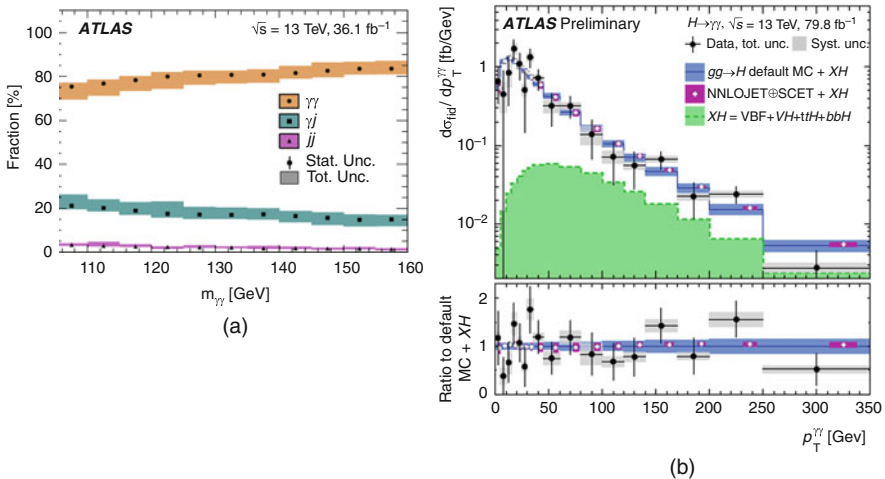 ATLAS
√s = 13 TeV, 36.1 fb⁻¹
Fraction [%]
100
80
60
40
20
0
γγ
γj
jj
Stat. Unc.
Tot. Unc.
110 120 130 140 150 160
mγγ [GeV]
(a)
ATLAS Preliminary
H→γγ, √s = 13 TeV, 79.8 fb⁻¹
Data, tot. unc. Syst. unc.
gg→H default MC + XH
NNLOJET⊕SCET + XH
XH = VBF+VH+ttH+bbH
dσfid/ dpTγγ [fb/Gev]
1
10⁻¹
10⁻²
Ratio to default
MC + XH
2
1
0
0 50 100 150 200 250 300 350
pTγγ [Gev]
(b)